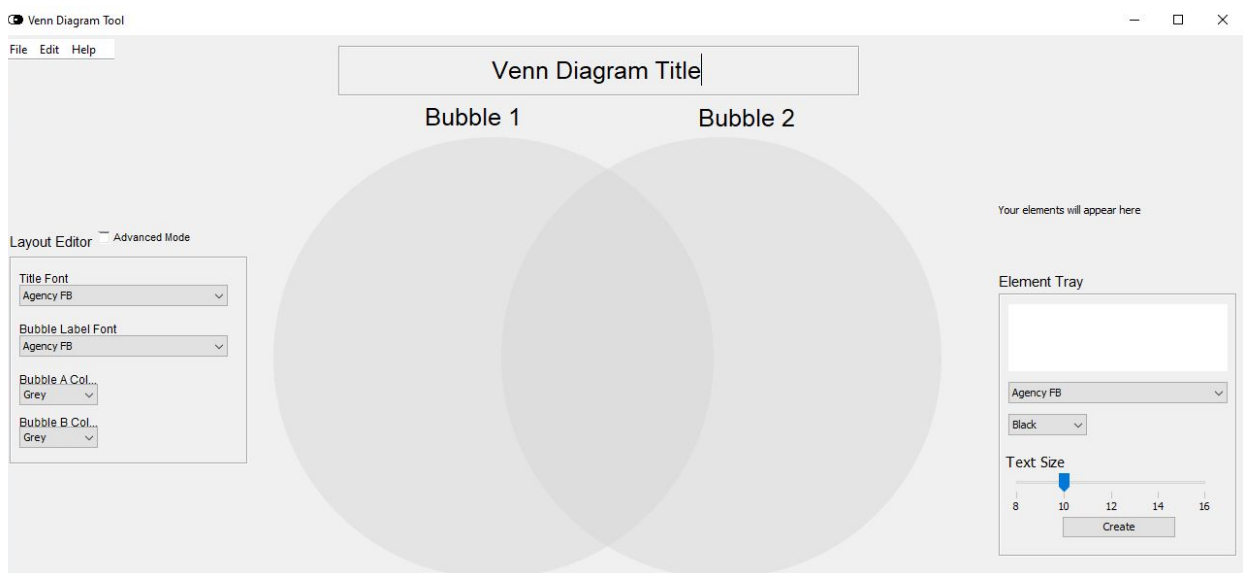 Venn Diagram Tool
File Edit Help
Venn Diagram Title
Bubble 1
Bubble 2
Your elements will appear here
Layout Editor
Advanced Mode
Title Font
Agency FB
Bubble Label Font
Agency FB
Bubble A Col...
Grey
Bubble B Col...
Grey
Element Tray
Agency FB
Black
Text Size
8 10 12 14 16
Create